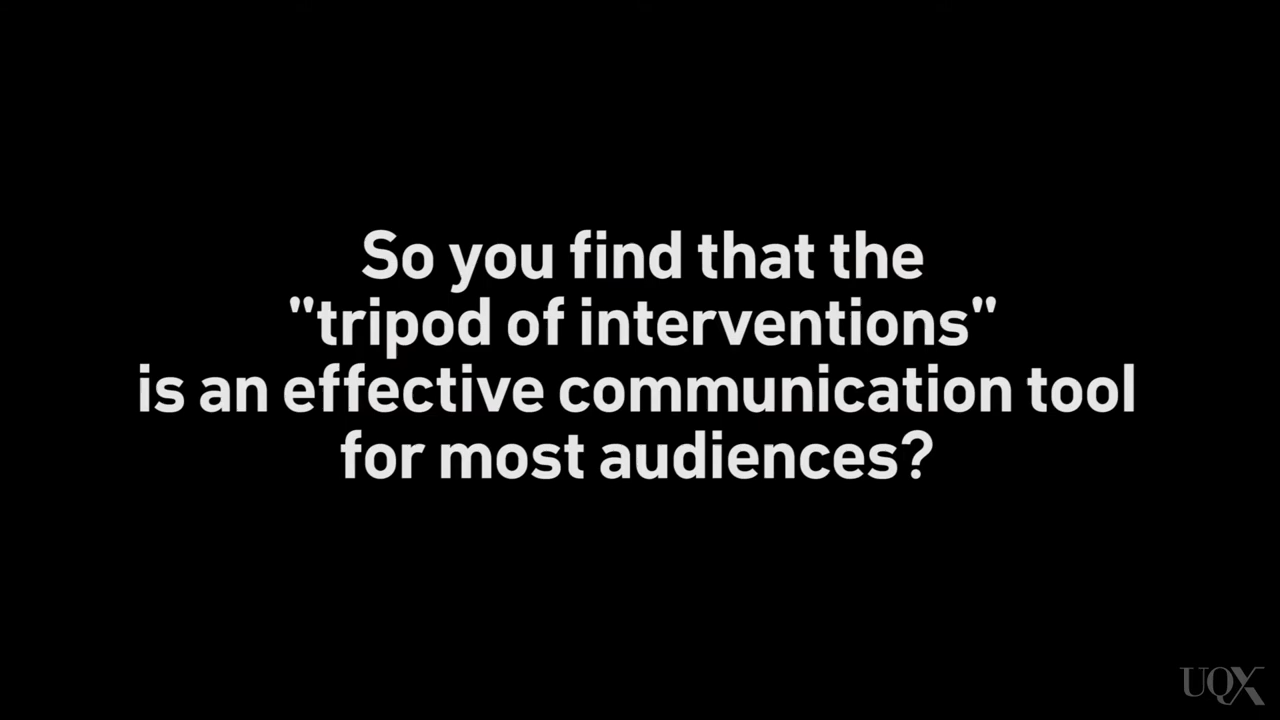 So you find that the
"tripod of interventions"
is an effective communication tool
for most audiences?
UQX